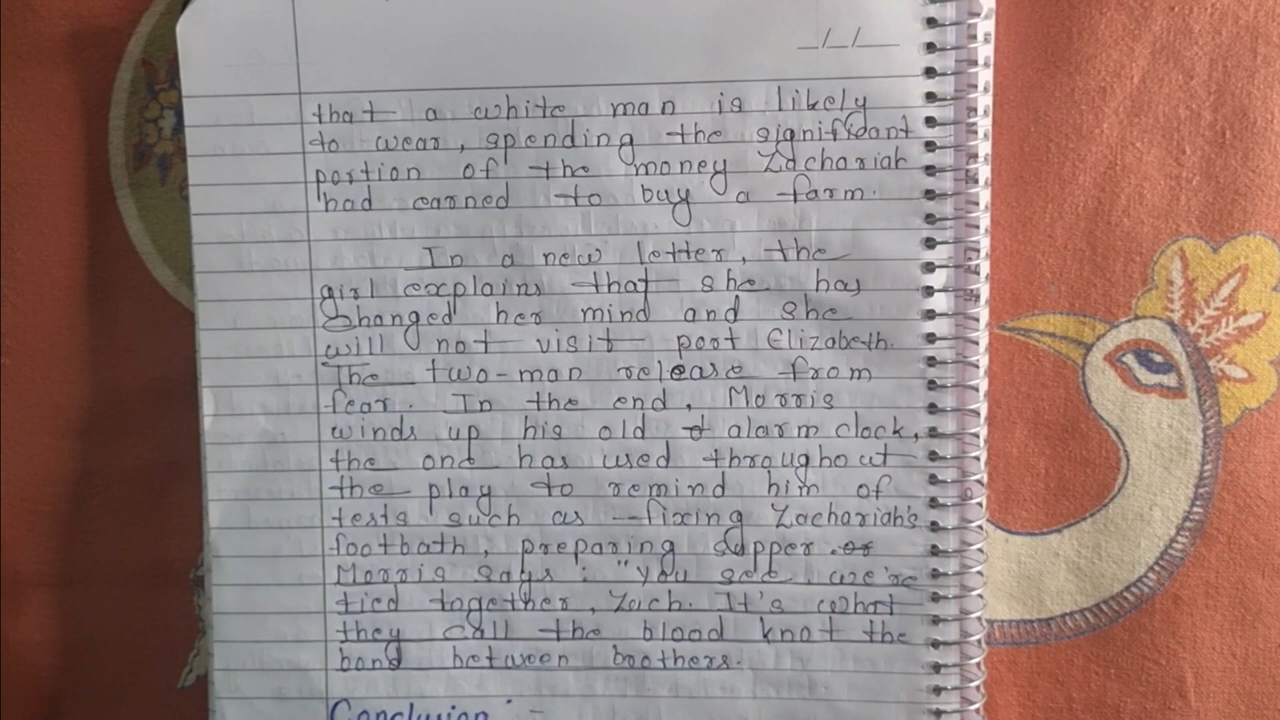 __/__/__
that a white man is likely
to wear, spending the significant
portion of the money Zachariah
had earned to buy a farm.
In a new letter, the
girl explains that she has
changed her mind and she
will not visit port Elizabeth.
The two-man release from
fear. In the end, Morris
winds up his old alarm clock,
the one has used throughout
the play to remind him of
tests such as fixing Zachariah's
footbath, preparing supper.
Morris says: "you see, we're
tied together, Zach. It's what
they call the blood knot the
bond between brothers.
Conclusion :-